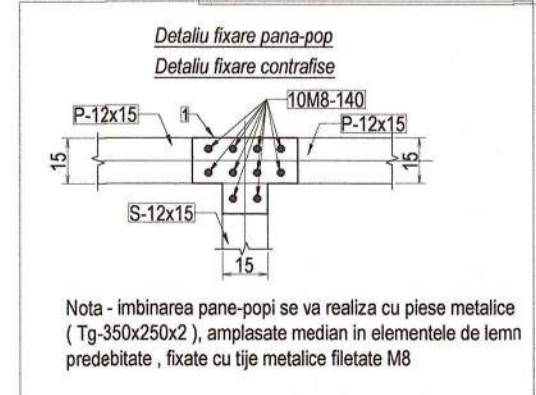 Detaliu fixare pana-pop
Detaliu fixare contrafise
10M8-140
P-12x15
1
P-12x15
15
15
S-12x15
15
Nota - imbinarea pane-popi se va realiza cu piese metalice
( Tg-350x250x2 ), amplasate median in elementele de lemn
predebitate , fixate cu tije metalice filetate M8